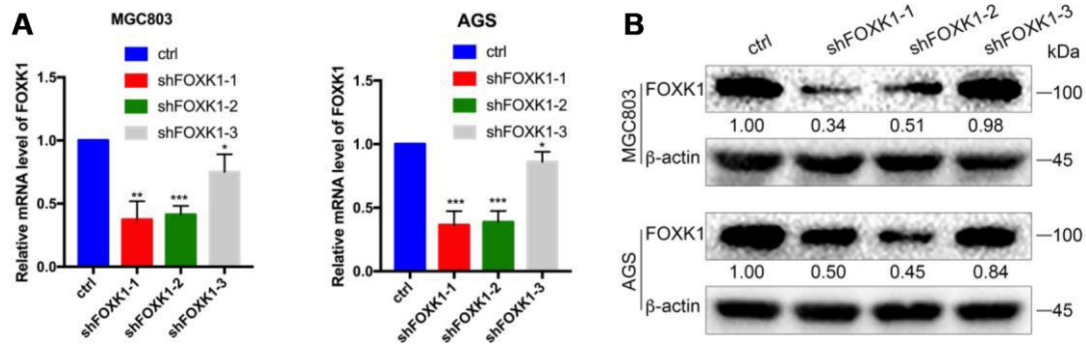 A
MGC803
ctrl
shFOXK1-1
shFOXK1-2
shFOXK1-3
Relative mRNA level of FOXK1
1.5
1.0
0.5
0.0
**
***
*
ctrl
shFOXK1-1
shFOXK1-2
shFOXK1-3
AGS
ctrl
shFOXK1-1
shFOXK1-2
shFOXK1-3
Relative mRNA level of FOXK1
1.5
1.0
0.5
0.0
***
***
*
ctrl
shFOXK1-1
shFOXK1-2
shFOXK1-3
B
ctrl shFOXK1-1 shFOXK1-2 shFOXK1-3 kDa
MGC803
FOXK1 —100
1.00 0.34 0.51 0.98
β-actin —45
AGS
FOXK1 —100
1.00 0.50 0.45 0.84
β-actin —45